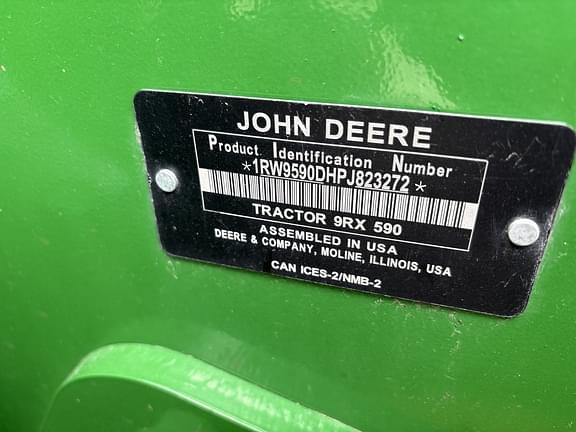 JOHN DEERE
Product Identification Number
*1RW9590DHPJ823272*
TRACTOR 9RX 590
ASSEMBLED IN USA
DEERE & COMPANY, MOLINE, ILLINOIS, USA
CAN ICES-2/NMB-2